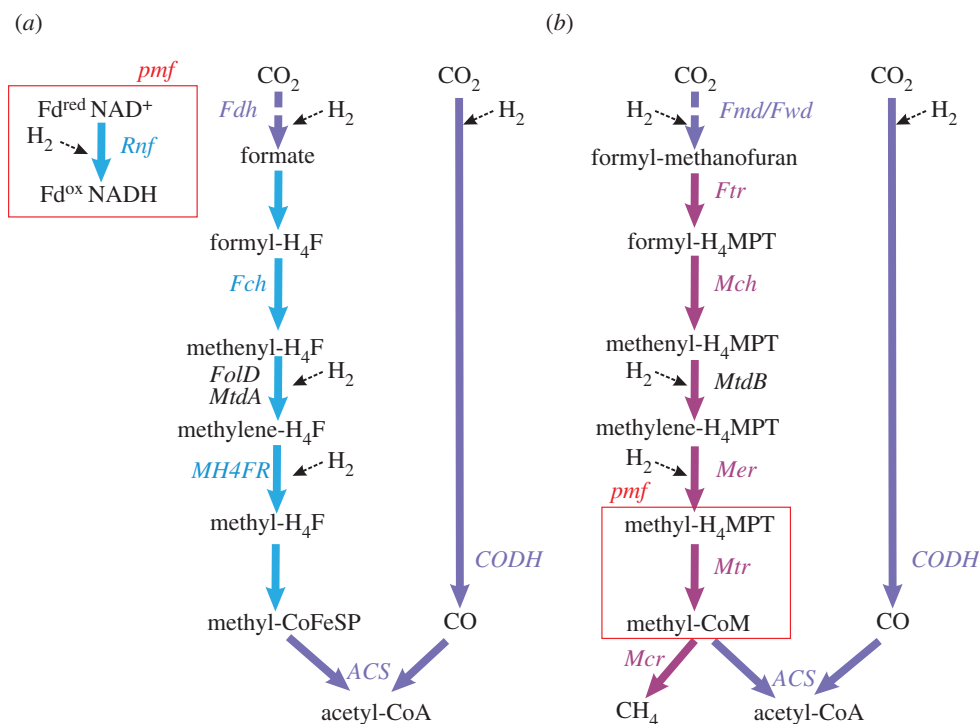 (a)
pmf
Fd^red NAD^+
H₂
Rnf
Fd^ox NADH
CO₂
Fdh
H₂
formate
formyl-H₄F
Fch
methenyl-H₄F
FolD
MtdA
H₂
methylene-H₄F
MH4FR
H₂
methyl-H₄F
methyl-CoFeSP
CO₂
H₂
CODH
CO
ACS
acetyl-CoA
(b)
CO₂
H₂
Fmd/Fwd
formyl-methanofuran
Ftr
formyl-H₄MPT
Mch
methenyl-H₄MPT
H₂
MtdB
methylene-H₄MPT
H₂
Mer
pmf
methyl-H₄MPT
Mtr
methyl-CoM
Mcr
CH₄
CO₂
H₂
CODH
CO
ACS
acetyl-CoA